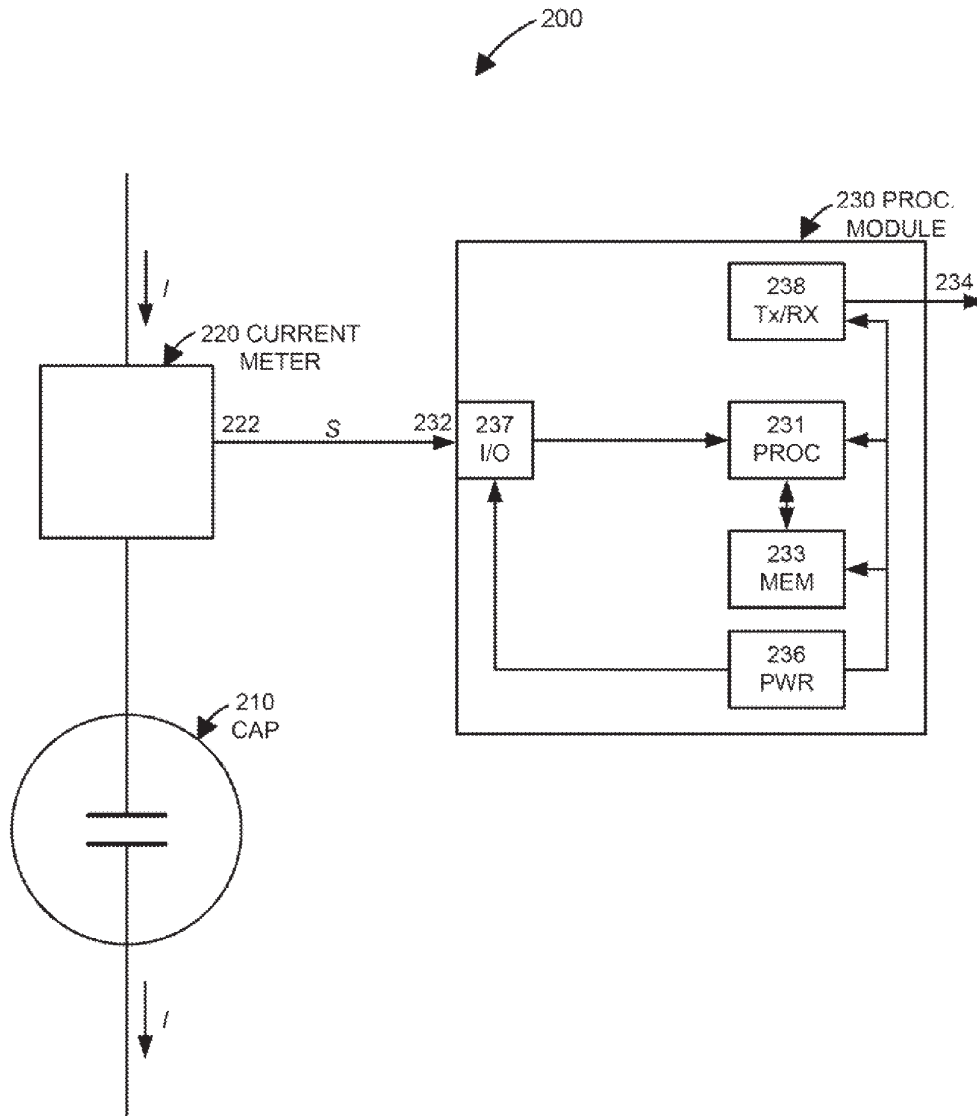 200
230 PROC.
MODULE
I
238
Tx/RX
234
220 CURRENT
METER
222
S
232
237
I/O
231
PROC
233
MEM
236
PWR
210
CAP
I